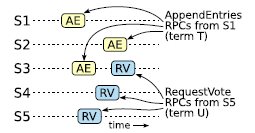 S1 AE AppendEntries
RPCs from S1
S2 AE (term T)
S3 AE RV
S4 RV RequestVote
RPCs from S5
S5 RV (term U)
time